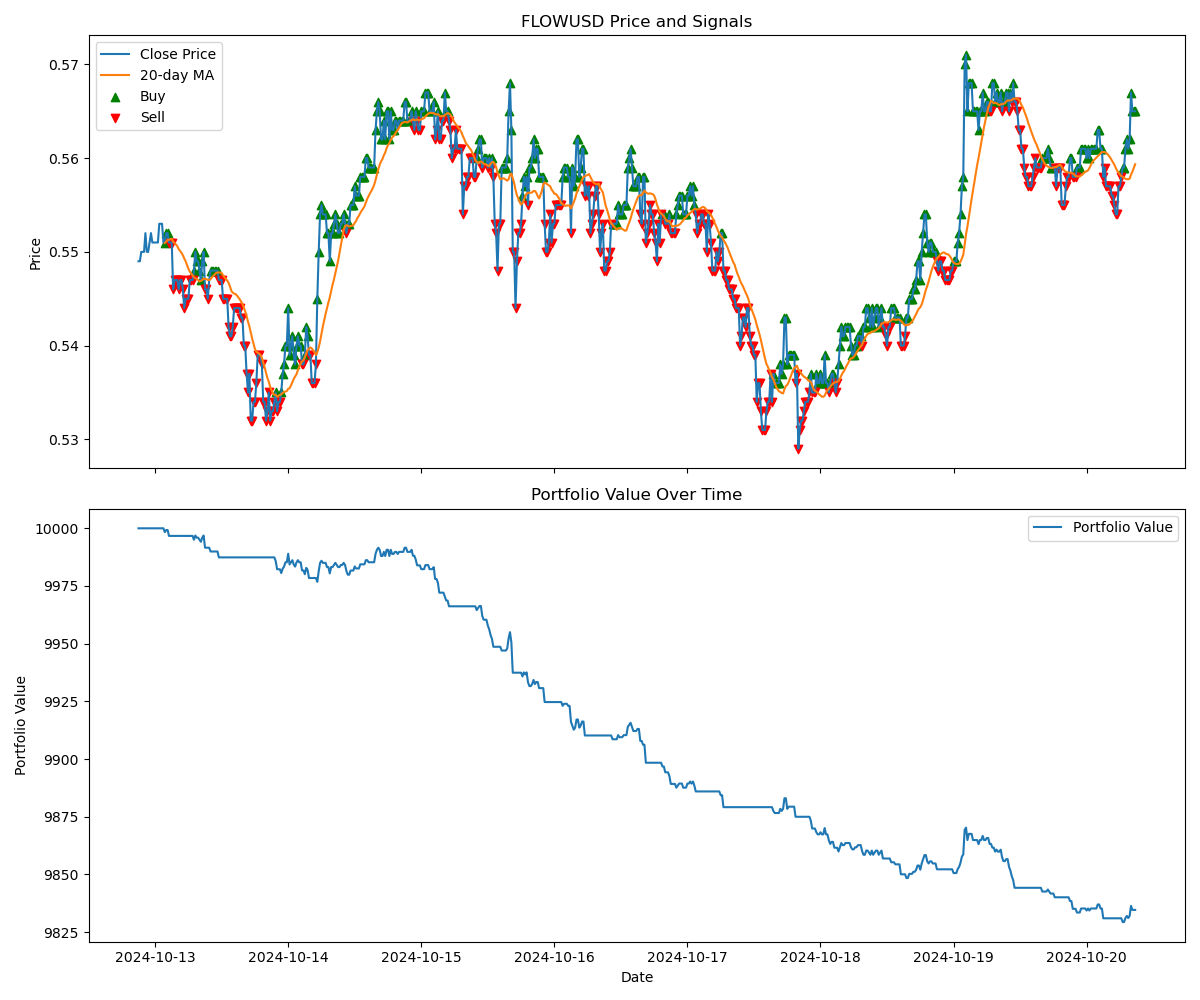 FLOWUSD Price and Signals
Close Price
20-day MA
Buy
Sell
Price
0.57
0.56
0.55
0.54
0.53
Portfolio Value Over Time
Portfolio Value
Portfolio Value
10000
9975
9950
9925
9900
9875
9850
9825
2024-10-13 2024-10-14 2024-10-15 2024-10-16 2024-10-17 2024-10-18 2024-10-19 2024-10-20
Date